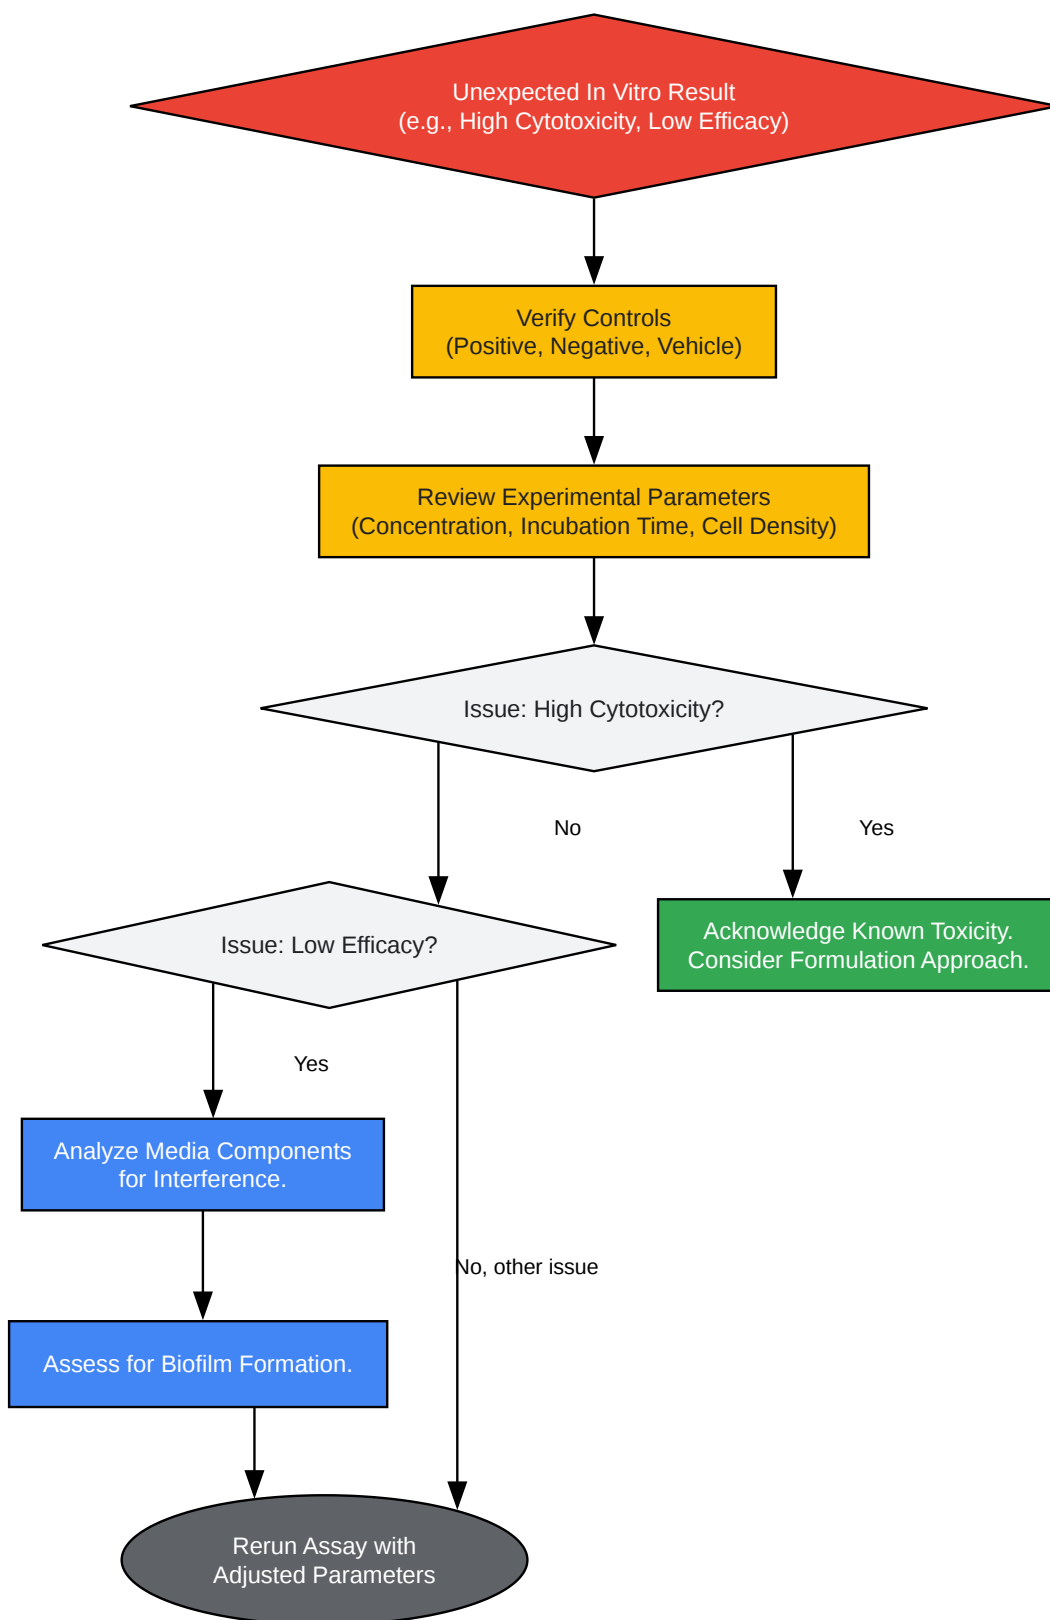 Unexpected In Vitro Result
(e.g., High Cytotoxicity, Low Efficacy)
Verify Controls
(Positive, Negative, Vehicle)
Review Experimental Parameters
(Concentration, Incubation Time, Cell Density)
Issue: High Cytotoxicity?
No
Yes
Issue: Low Efficacy?
Acknowledge Known Toxicity.
Consider Formulation Approach.
Yes
Analyze Media Components
for Interference.
No, other issue
Assess for Biofilm Formation.
Rerun Assay with
Adjusted Parameters